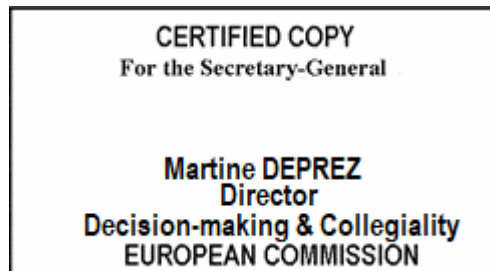 CERTIFIED COPY
For the Secretary-General
Martine DEPREZ
Director
Decision-making & Collegiality
EUROPEAN COMMISSION